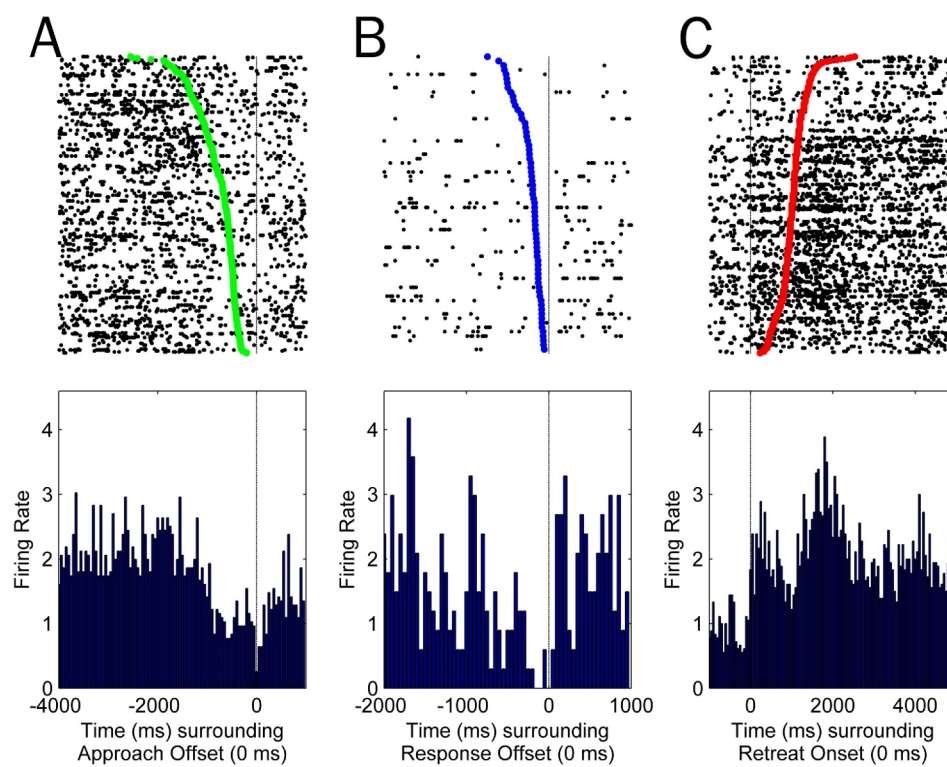 A B C
4
3
2
1
0
Firing Rate
-4000 -2000 0
Time (ms) surrounding
Approach Offset (0 ms)
4
3
2
1
0
Firing Rate
-2000 -1000 0 1000
Time (ms) surrounding
Response Offset (0 ms)
4
3
2
1
0
Firing Rate
0 2000 4000
Time (ms) surrounding
Retreat Onset (0 ms)